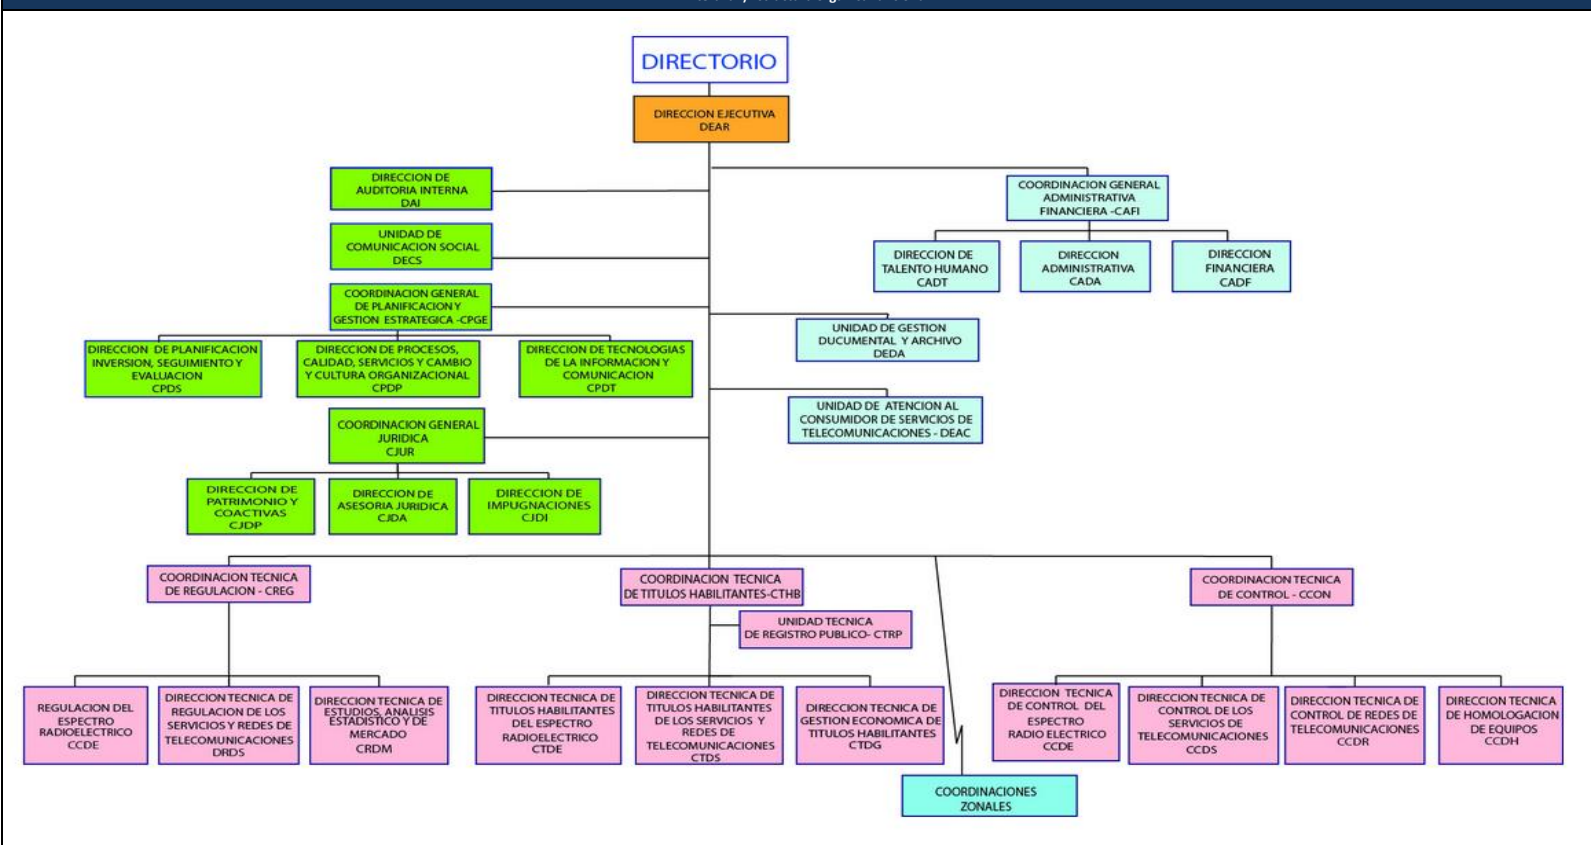 DIRECTORIO
DIRECCION EJECUTIVA
DEAR
DIRECCION DE
AUDITORIA INTERNA
DAI
UNIDAD DE
COMUNICACION SOCIAL
DECS
COORDINACION GENERAL
DE PLANIFICACION Y
GESTION ESTRATEGICA -CPGE
DIRECCION DE PLANIFICACION
INVERSION, SEGUIMIENTO Y
EVALUACION
CPDS
DIRECCION DE PROCESOS,
CALIDAD, SERVICIOS Y CAMBIO
Y CULTURA ORGANIZACIONAL
CPDP
DIRECCION DE TECNOLOGIAS
DE LA INFORMACION Y
COMUNICACION
CPDT
COORDINACION GENERAL
JURIDICA
CJUR
DIRECCION DE
PATRIMONIO Y
COACTIVAS
CJDP
DIRECCION DE
ASESORIA JURIDICA
CJDA
DIRECCION DE
IMPUGNACIONES
CJDI
COORDINACION GENERAL
ADMINISTRATIVA
FINANCIERA -CAFI
DIRECCION DE
TALENTO HUMANO
CADT
DIRECCION
ADMINISTRATIVA
CADA
DIRECCION
FINANCIERA
CADF
UNIDAD DE GESTION
DUCUMENTAL Y ARCHIVO
DEDA
UNIDAD DE ATENCION AL
CONSUMIDOR DE SERVICIOS DE
TELECOMUNICACIONES - DEAC
COORDINACION TECNICA
DE REGULACION - CREG
COORDINACION TECNICA
DE TITULOS HABILITANTES-CTHB
COORDINACION TECNICA
DE CONTROL - CCON
UNIDAD TECNICA
DE REGISTRO PUBLICO- CTRP
REGULACION DEL
ESPECTRO
RADIOELECTRICO
CCDE
DIRECCION TECNICA DE
REGULACION DE LOS
SERVICIOS Y REDES DE
TELECOMUNICACIONES
DRDS
DIRECCION TECNICA DE
ESTUDIOS, ANALISIS
ESTADISTICO Y DE
MERCADO
CRDM
DIRECCION TECNICA DE
TITULOS HABILITANTES
DEL ESPECTRO
RADIOELECTRICO
CTDE
DIRECCION TECNICA DE
TITULOS HABILITANTES
DE LOS SERVICIOS Y
REDES DE
TELECOMUNICACIONES
CTDS
DIRECCION TECNICA DE
GESTION ECONOMICA DE
TITULOS HABILITANTES
CTDG
DIRECCION TECNICA
DE CONTROL DEL
ESPECTRO
RADIO ELECTRICO
CCDE
DIRECCION TECNICA DE
CONTROL DE LOS
SERVICIOS DE
TELECOMUNICACIONES
CCDS
DIRECCION TECNICA DE
CONTROL DE REDES DE
TELECOMUNICACIONES
CCDR
DIRECCION TECNICA
DE HOMOLOGACION
DE EQUIPOS
CCDH
COORDINACIONES
ZONALES